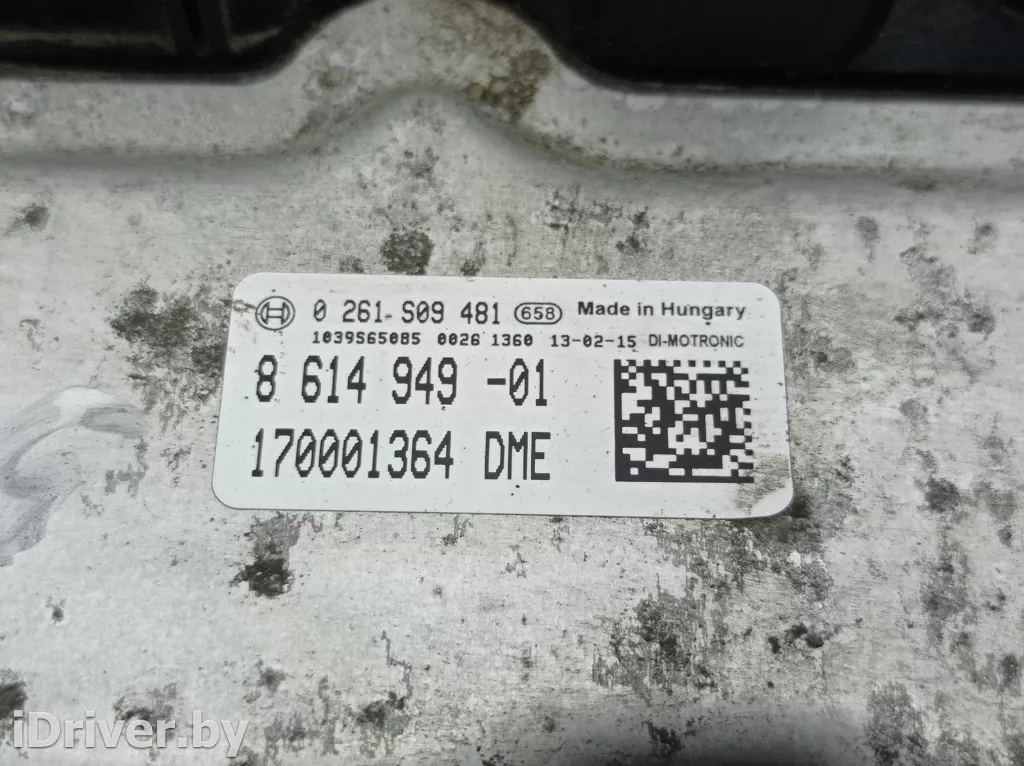 0 261 S09 481 658 Made in Hungary
1039S65085 0026 1360 13-02-15 DI-MOTRONIC
8 614 949 -01
170001364 DME
iDriver.by